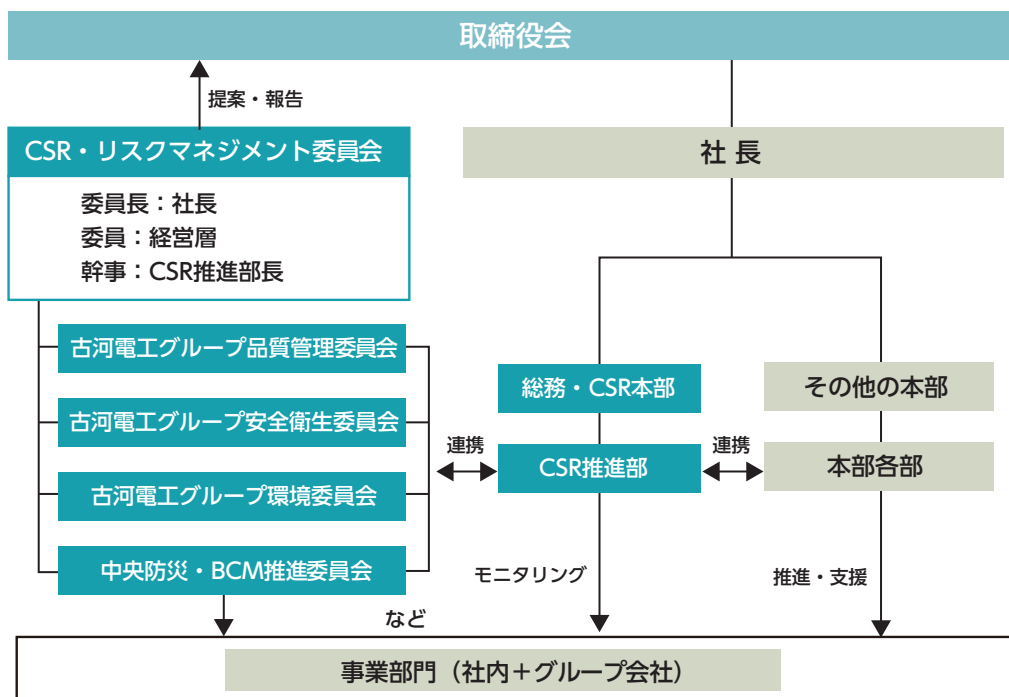 取締役会
提案・報告
CSR・リスクマネジメント委員会
委員長：社長
委員：経営層
幹事：CSR推進部長
社 長
古河電工グループ品質管理委員会
古河電工グループ安全衛生委員会
古河電工グループ環境委員会
中央防災・BCM推進委員会
総務・CSR本部
その他の本部
連携
CSR推進部
連携
本部各部
モニタリング
推進・支援
など
事業部門（社内＋グループ会社）